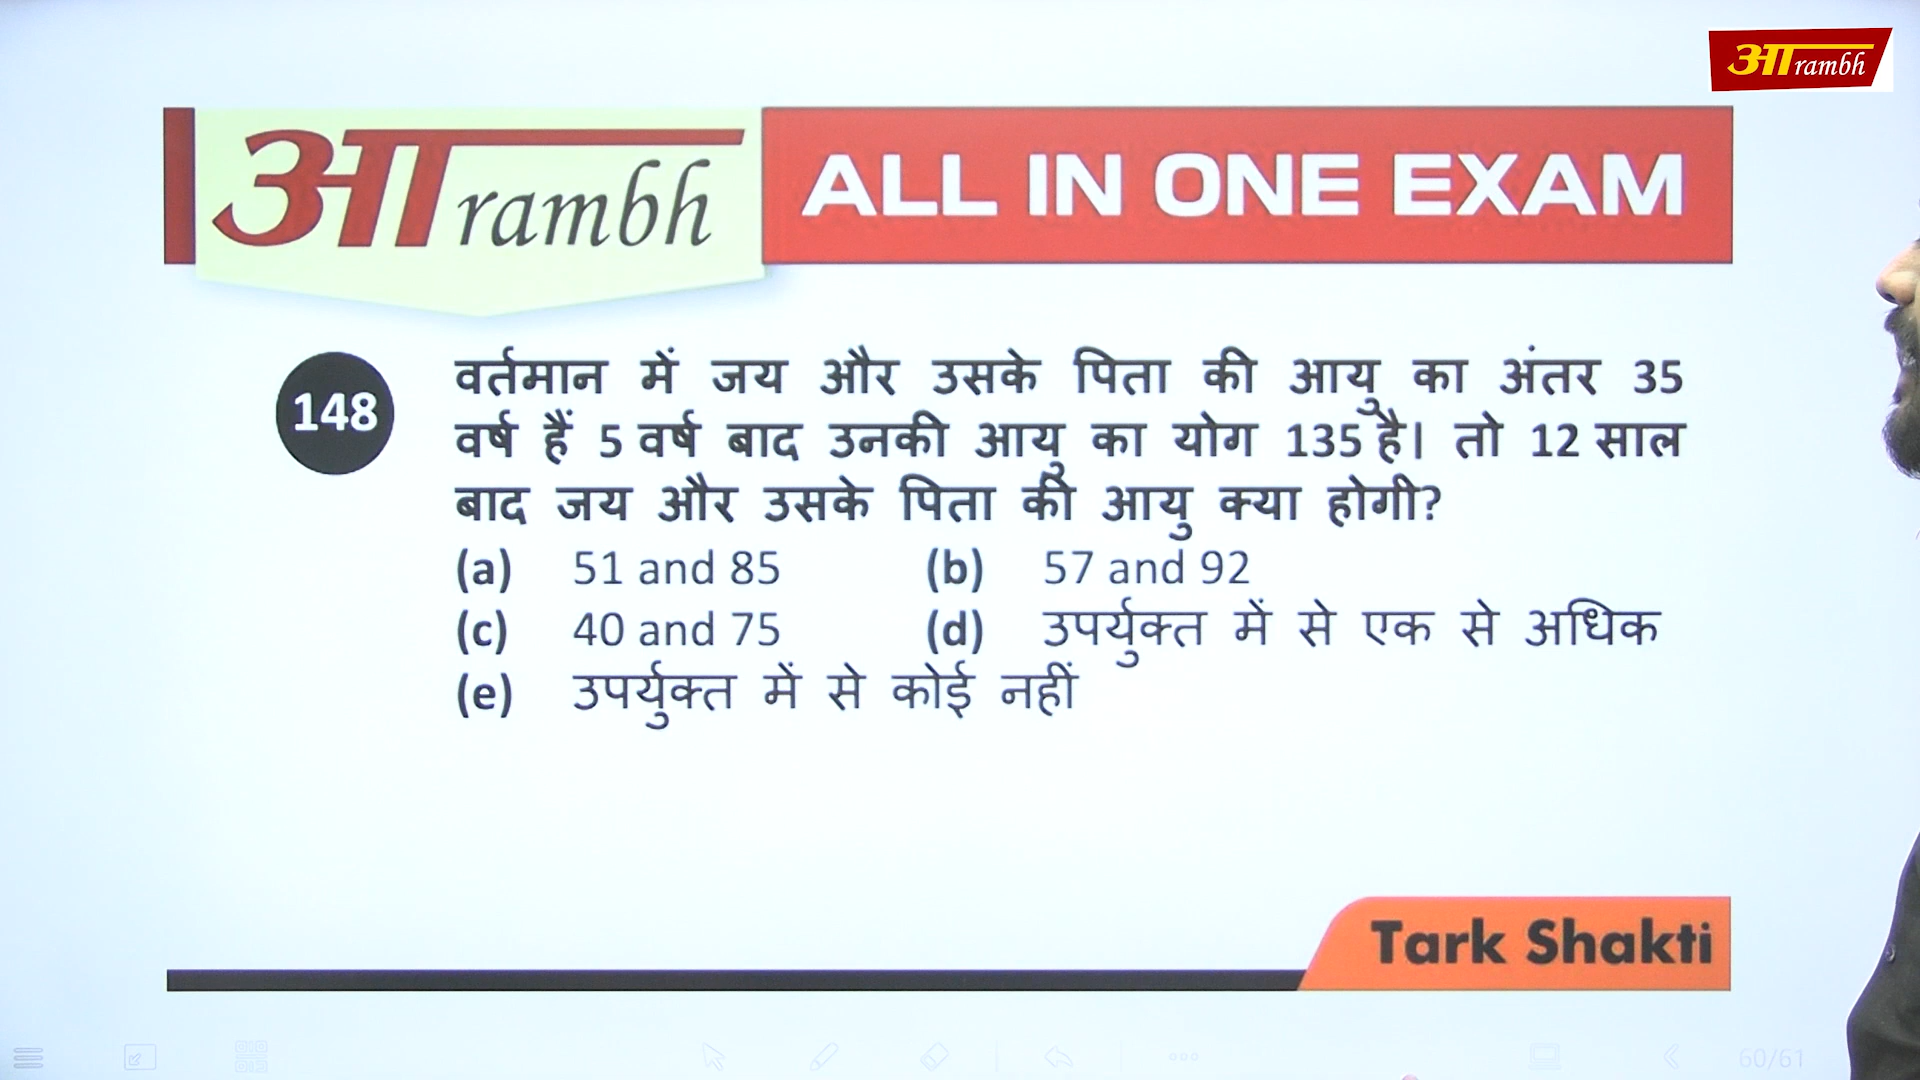 आrambh
आrambh ALL IN ONE EXAM
148 वर्तमान में जय और उसके पिता की आयु का अंतर 35
वर्ष हैं 5 वर्ष बाद उनकी आयु का योग 135 है। तो 12 साल
बाद जय और उसके पिता की आयु क्या होगी?
(a) 51 and 85 (b) 57 and 92
(c) 40 and 75 (d) उपर्युक्त में से एक से अधिक
(e) उपर्युक्त में से कोई नहीं
Tark Shakti
60/61